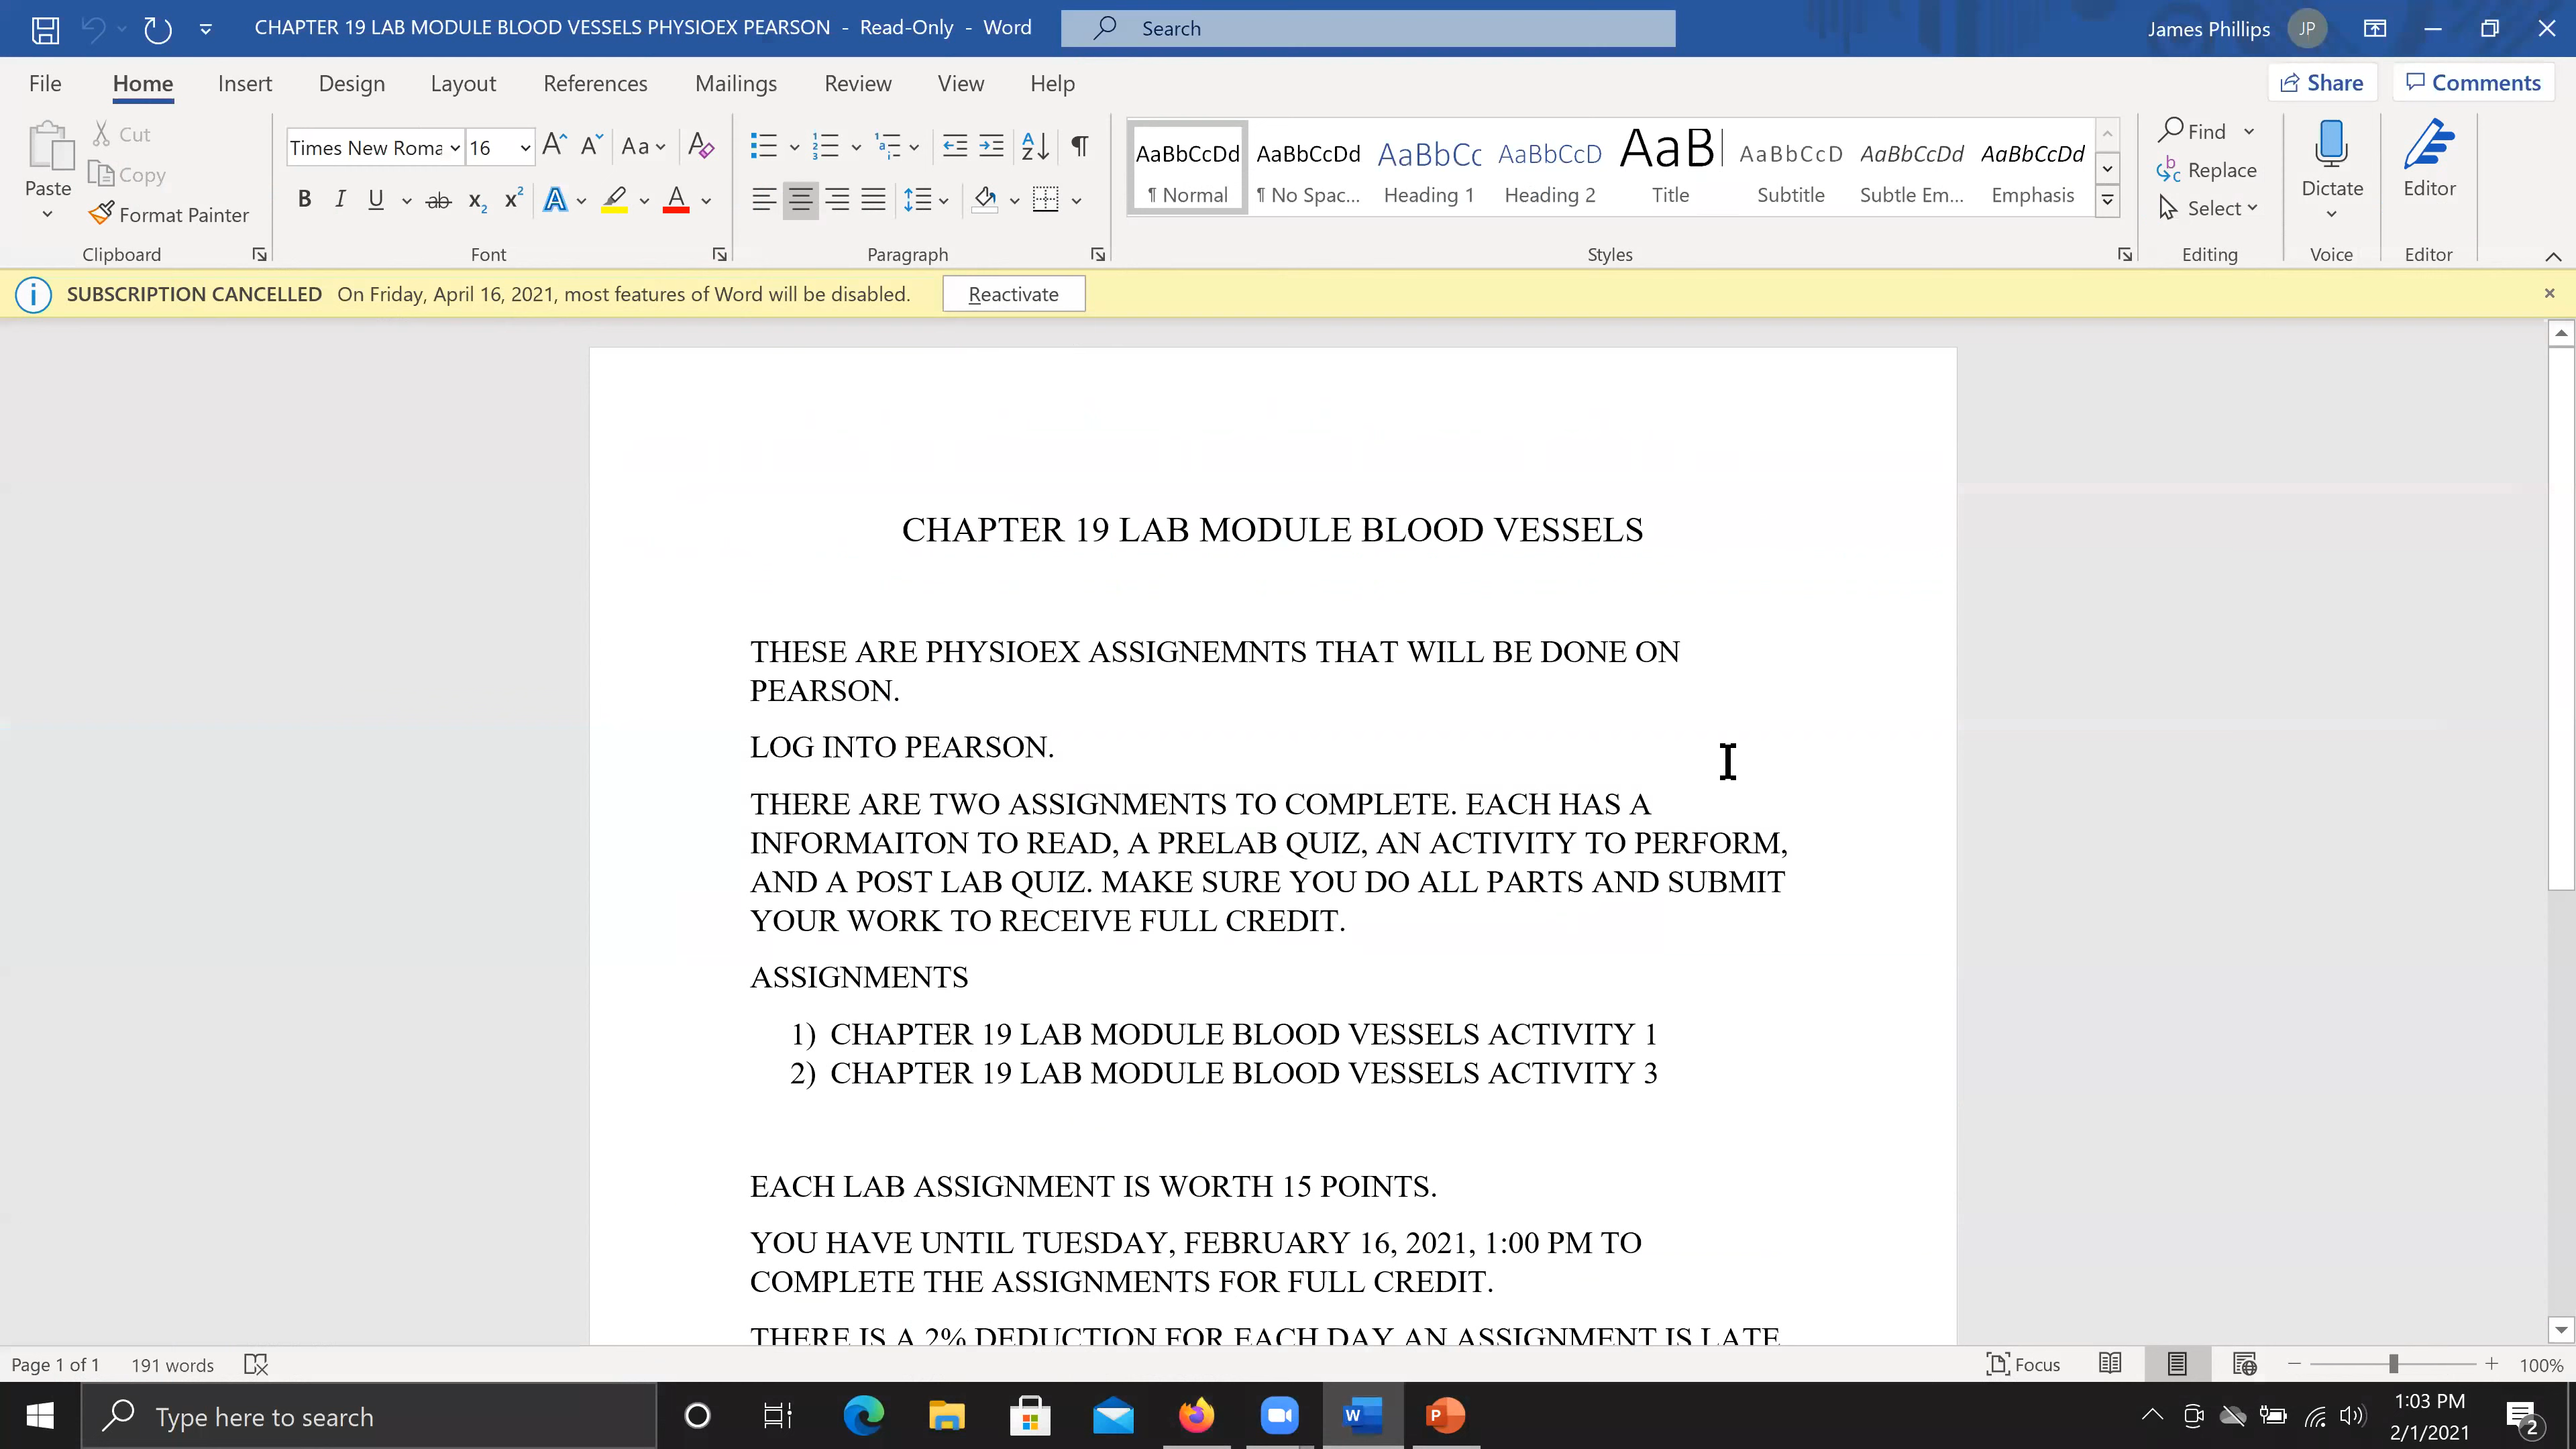 CHAPTER 19 LAB MODULE BLOOD VESSELS PHYSIOEX PEARSON - Read-Only - Word
Search
James Phillips JP
File Home Insert Design Layout References Mailings Review View Help
Share Comments
Paste
Cut
Copy
Format Painter
Clipboard
Times New Roma 16
Aa
B I U ab x2 x2 A A
Font
Paragraph
AaBbCcDd AaBbCcDd AaBbCc AaBbCcD AaB AaBbCcD AaBbCcDd AaBbCcDd
¶ Normal ¶ No Spac... Heading 1 Heading 2 Title Subtitle Subtle Em... Emphasis
Styles
Find
Replace
Select
Editing
Dictate
Voice
Editor
Editor
SUBSCRIPTION CANCELLED On Friday, April 16, 2021, most features of Word will be disabled. Reactivate
CHAPTER 19 LAB MODULE BLOOD VESSELS
THESE ARE PHYSIOEX ASSIGNEMNTS THAT WILL BE DONE ON
PEARSON.
LOG INTO PEARSON.
THERE ARE TWO ASSIGNMENTS TO COMPLETE. EACH HAS A
INFORMAITON TO READ, A PRELAB QUIZ, AN ACTIVITY TO PERFORM,
AND A POST LAB QUIZ. MAKE SURE YOU DO ALL PARTS AND SUBMIT
YOUR WORK TO RECEIVE FULL CREDIT.
ASSIGNMENTS
1) CHAPTER 19 LAB MODULE BLOOD VESSELS ACTIVITY 1
2) CHAPTER 19 LAB MODULE BLOOD VESSELS ACTIVITY 3
EACH LAB ASSIGNMENT IS WORTH 15 POINTS.
YOU HAVE UNTIL TUESDAY, FEBRUARY 16, 2021, 1:00 PM TO
COMPLETE THE ASSIGNMENTS FOR FULL CREDIT.
THERE IS A 2% DEDUCTION FOR EACH DAY AN ASSIGNMENT IS LATE
Page 1 of 1 191 words
Focus 100%
Type here to search
1:03 PM
2/1/2021
2